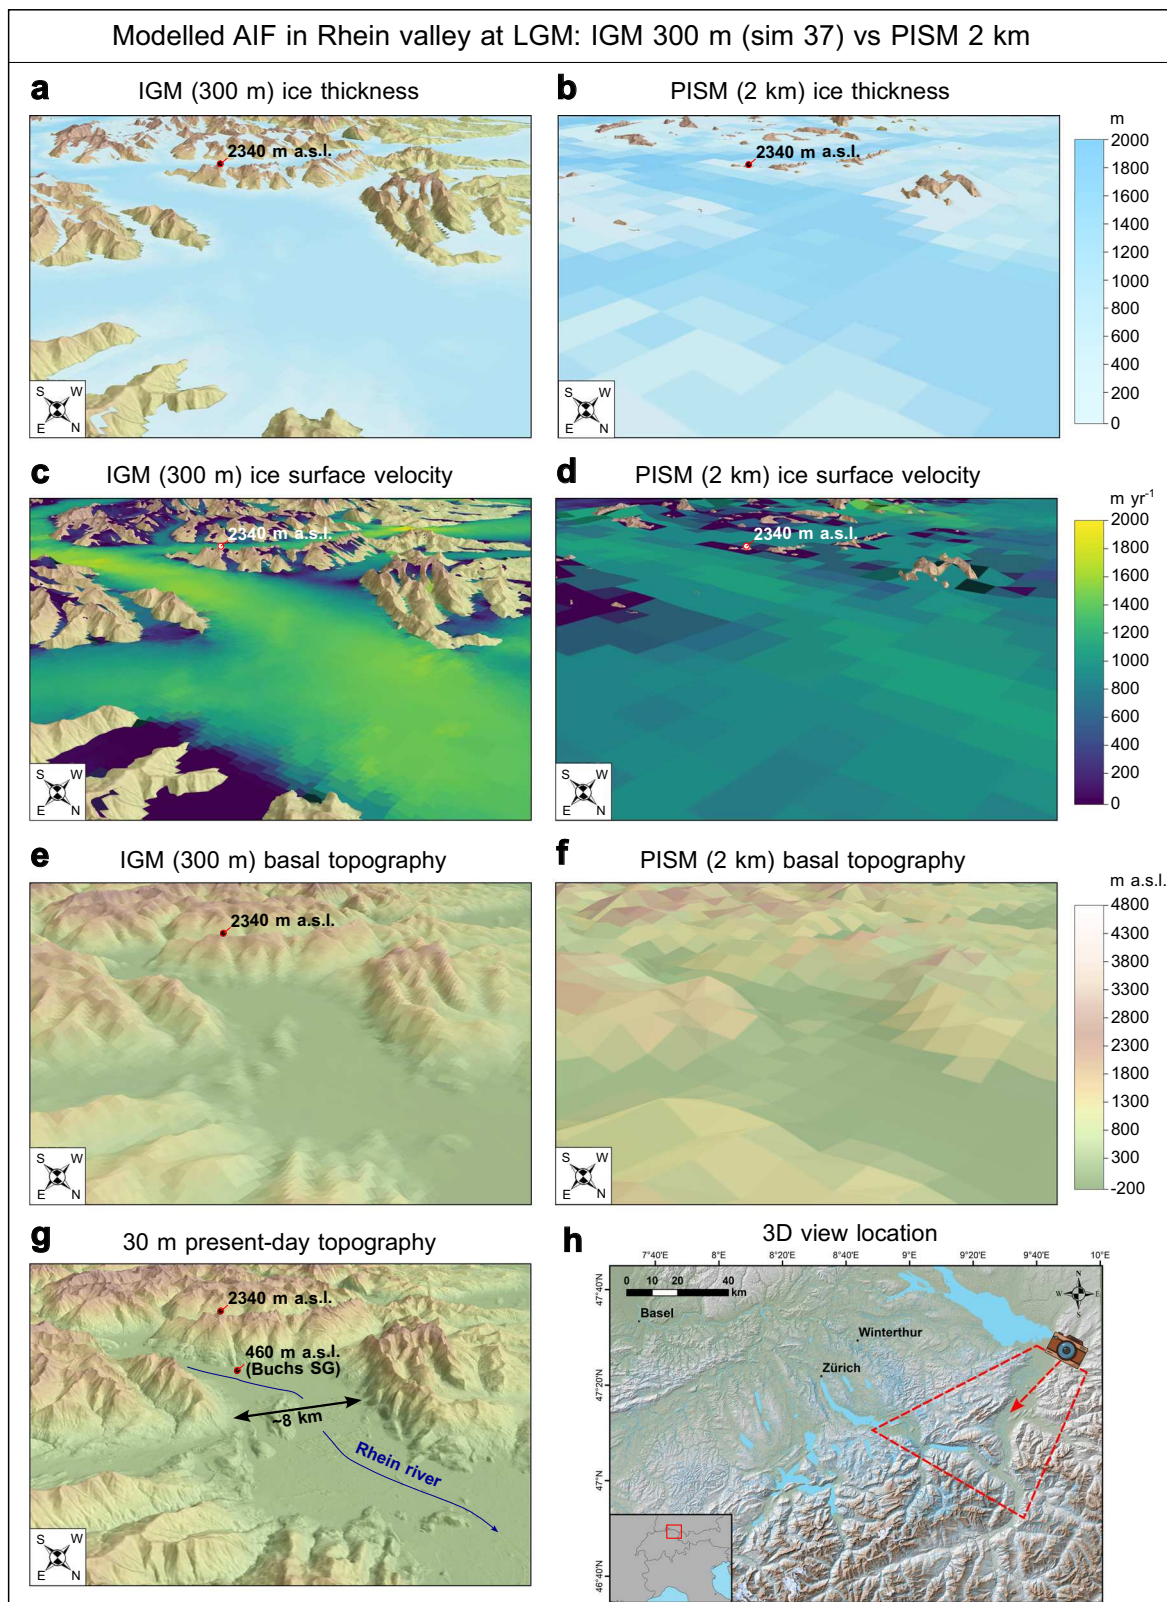 Modelled AIF in Rhein valley at LGM: IGM 300 m (sim 37) vs PISM 2 km
a
IGM (300 m) ice thickness
2340 m a.s.l.
S W
E N
b
PISM (2 km) ice thickness
2340 m a.s.l.
S W
E N
m
2000
1800
1600
1400
1200
1000
800
600
400
200
0
c
IGM (300 m) ice surface velocity
2340 m a.s.l.
S W
E N
d
PISM (2 km) ice surface velocity
2340 m a.s.l.
S W
E N
m yr-1
2000
1800
1600
1400
1200
1000
800
600
400
200
0
e
IGM (300 m) basal topography
2340 m a.s.l.
S W
E N
f
PISM (2 km) basal topography
S W
E N
m a.s.l.
4800
4300
3800
3300
2800
2300
1800
1300
800
300
-200
g
30 m present-day topography
2340 m a.s.l.
460 m a.s.l.
(Buchs SG)
~8 km
Rhein river
S W
E N
h
3D view location
7°40'E 8°E 8°20'E 8°40'E 9°E 9°20'E 9°40'E 10°E
47°40'N
47°20'N
47°N
46°40'N
0 10 20 40
km
N
W E
S
Basel
Winterthur
Zürich